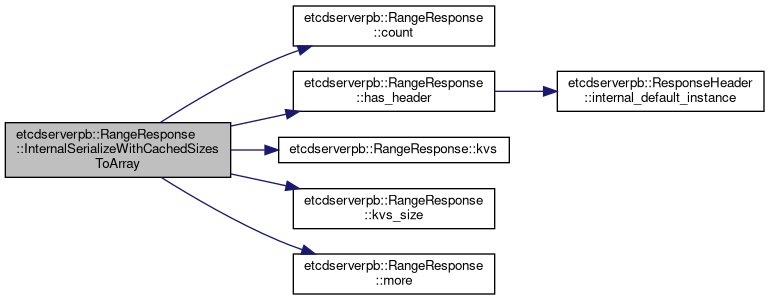 etcdserverpb::RangeResponse
::InternalSerializeWithCachedSizes
ToArray
etcdserverpb::RangeResponse
::count
etcdserverpb::RangeResponse
::has_header
etcdserverpb::ResponseHeader
::internal_default_instance
etcdserverpb::RangeResponse::kvs
etcdserverpb::RangeResponse
::kvs_size
etcdserverpb::RangeResponse
::more